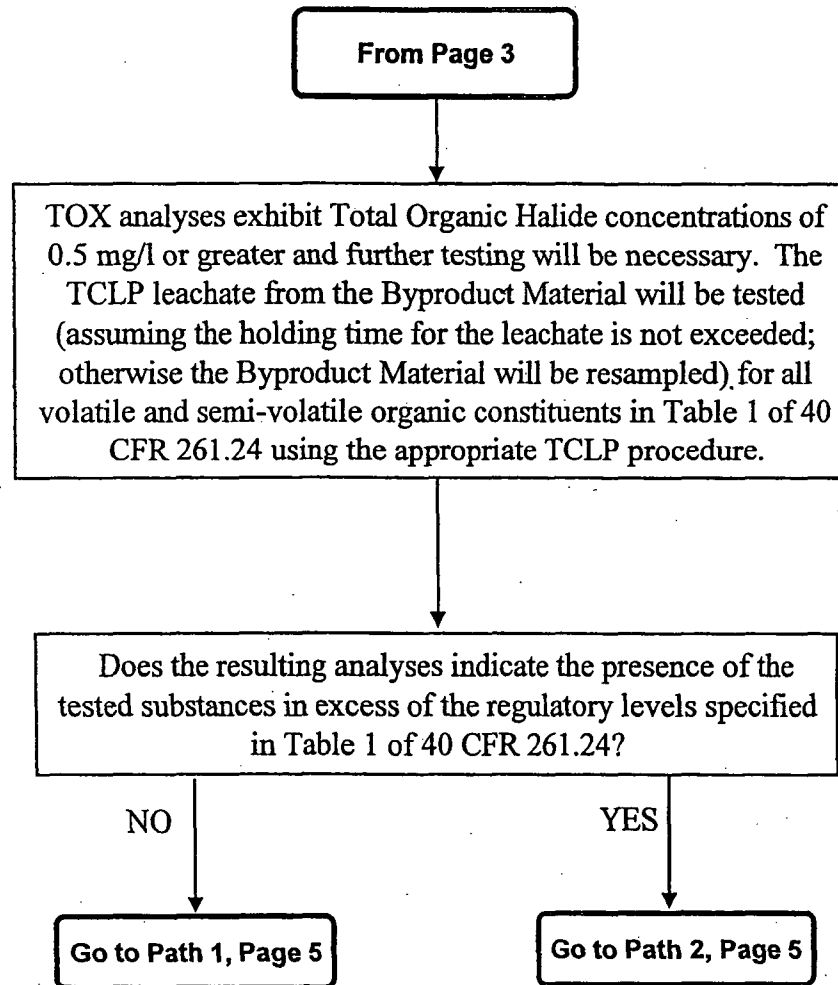 From Page 3
TOX analyses exhibit Total Organic Halide concentrations of
0.5 mg/l or greater and further testing will be necessary. The
TCLP leachate from the Byproduct Material will be tested
(assuming the holding time for the leachate is not exceeded;
otherwise the Byproduct Material will be resampled) for all
volatile and semi-volatile organic constituents in Table 1 of 40
CFR 261.24 using the appropriate TCLP procedure.
Does the resulting analyses indicate the presence of the
tested substances in excess of the regulatory levels specified
in Table 1 of 40 CFR 261.24?
NO
YES
Go to Path 1, Page 5
Go to Path 2, Page 5